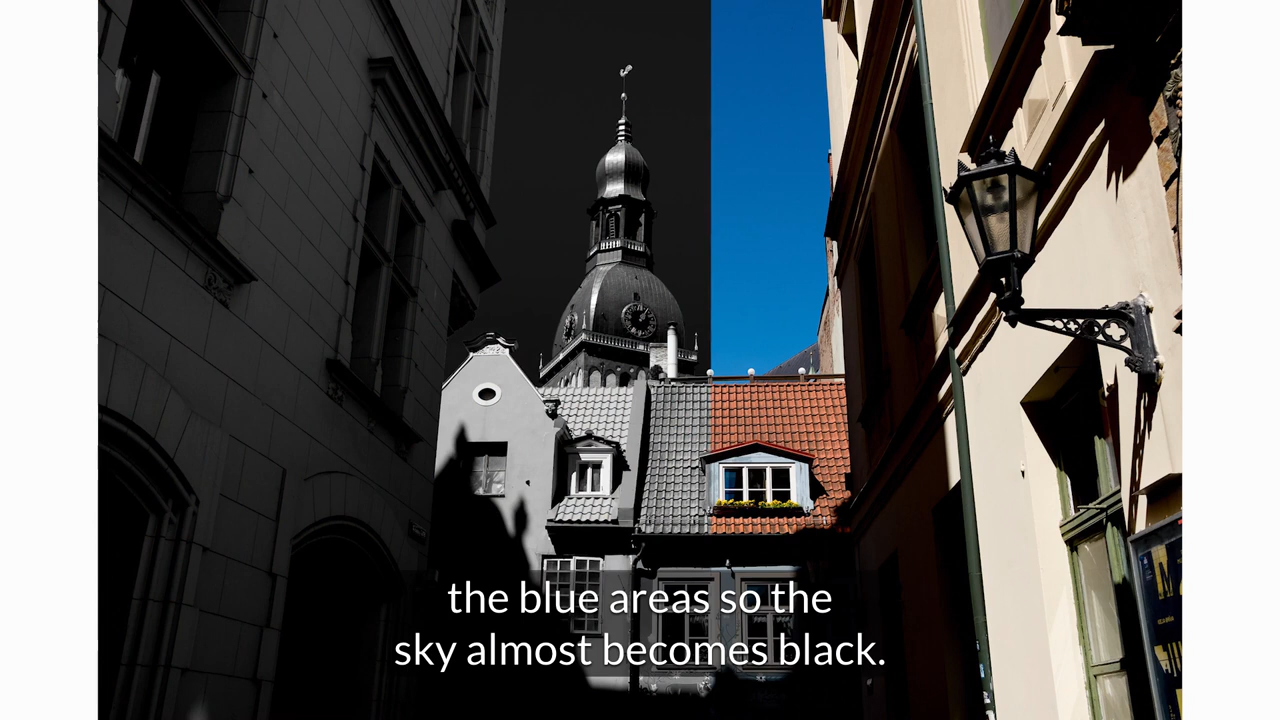 the blue areas so the
sky almost becomes black.